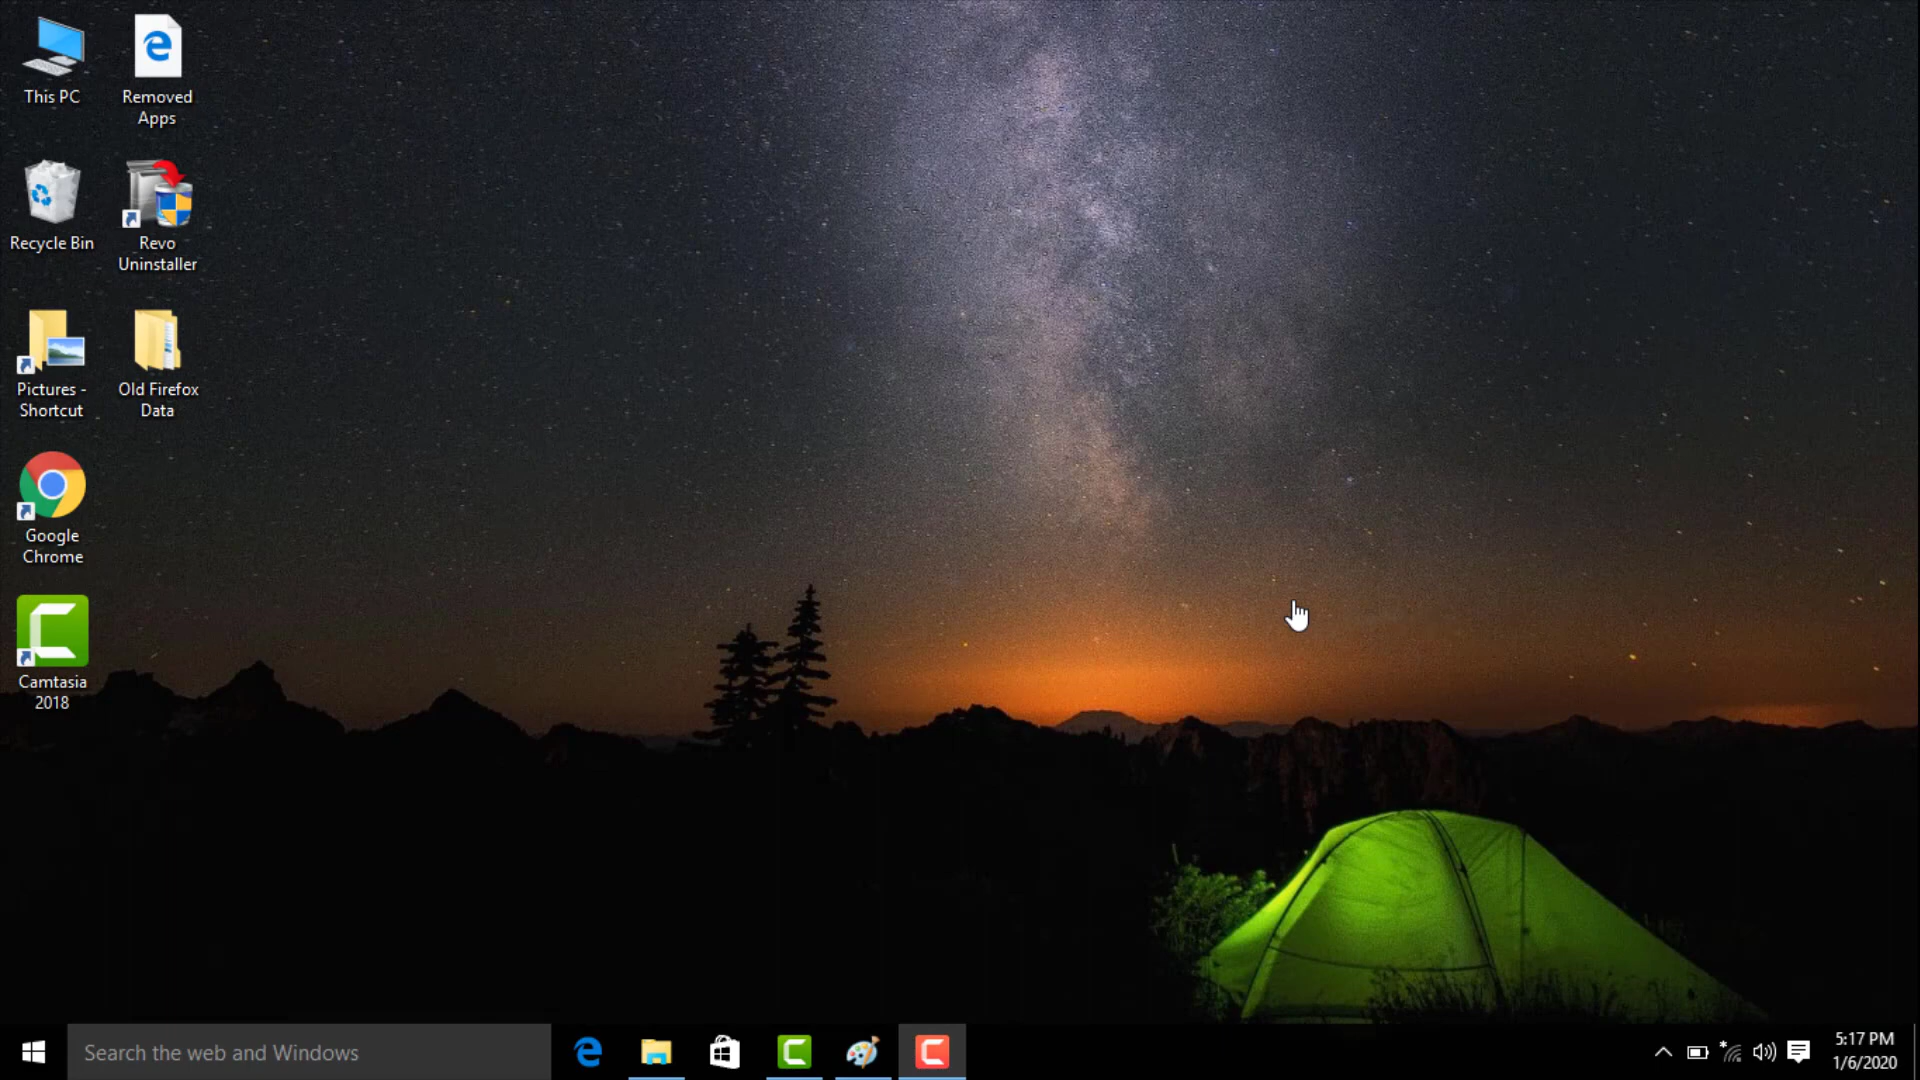 This PC
Removed
Apps
Recycle Bin
Revo
Uninstaller
Pictures -
Shortcut
Old Firefox
Data
Google
Chrome
Camtasia
2018
Search the web and Windows
5:17 PM
1/6/2020